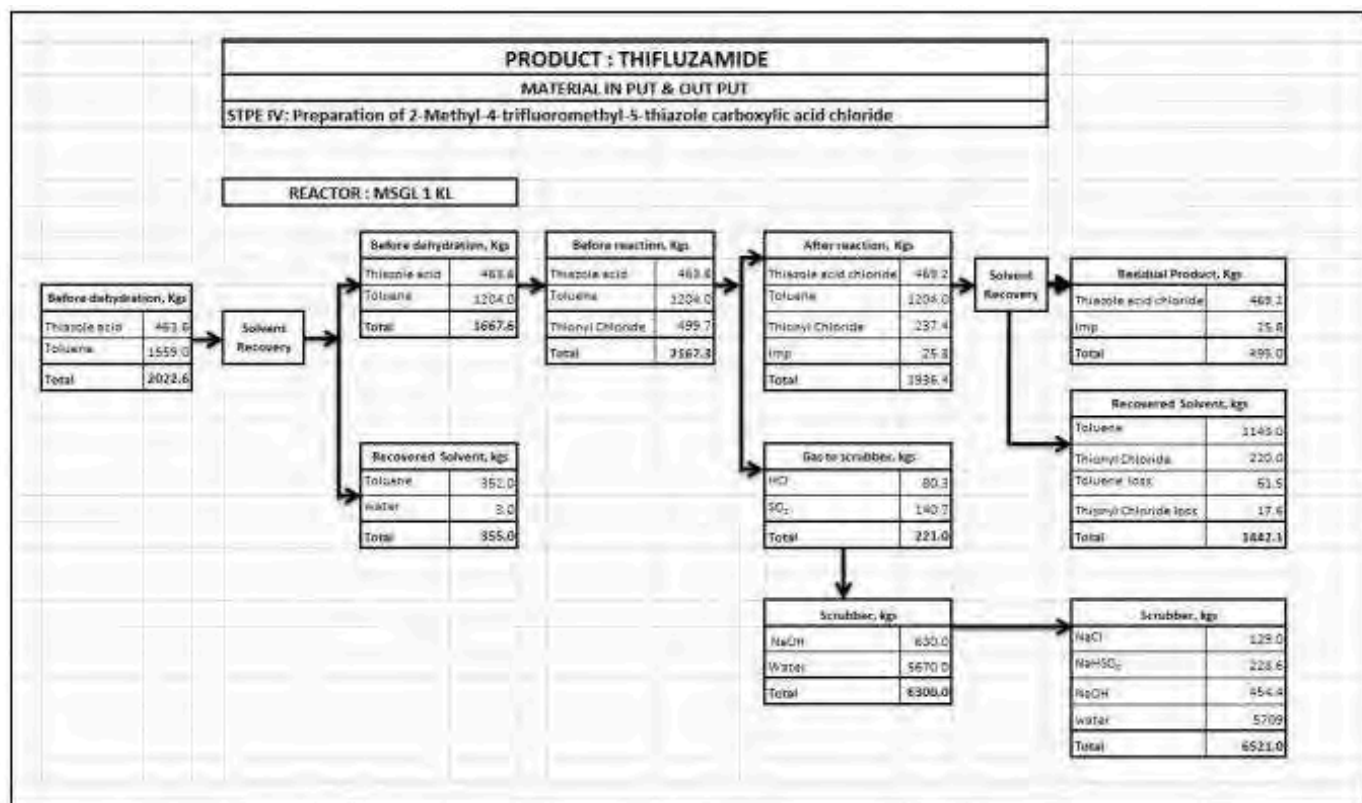 PRODUCT : THIFLUZAMIDE
MATERIAL IN PUT & OUT PUT
STPE IV: Preparation of 2-Methyl-4-trifluoromethyl-5-thiazole carboxylic acid chloride
REACTOR : MSGL 1 KL
Before dehydration, Kgs
Thiazole acid 463.6
Toluene 1559.0
Total 2022.6
Solvent
Recovery
Before dehydration, Kgs
Thiazole acid 463.6
Toluene 1204.0
Total 1667.6
Recovered Solvent, kgs
Toluene 352.0
water 3.0
Total 355.0
Before reaction, Kgs
Thiazole acid 463.6
Toluene 1204.0
Thionyl Chloride 499.7
Total 2167.3
After reaction, Kgs
Thiazole acid chloride 469.2
Toluene 1204.0
Thionyl Chloride 237.4
Imp 25.8
Total 1936.4
Gas to scrubber, kgs
HCl 80.3
SO₂ 140.7
Total 221.0
Scrubber, kgs
NaOH 630.0
Water 5670.0
Total 6300.0
Solvent
Recovery
Residual Product, Kgs
Thiazole acid chloride 469.2
Imp 25.8
Total 495.0
Recovered Solvent, kgs
Toluene
Thionyl Chloride 220.0
Toluene loss
Thionyl Chloride loss 17.6
Total
Scrubber, kgs
NaCl 129.0
NaHSO₃ 228.6
NaOH 454.4
water 5709
Total 6521.0